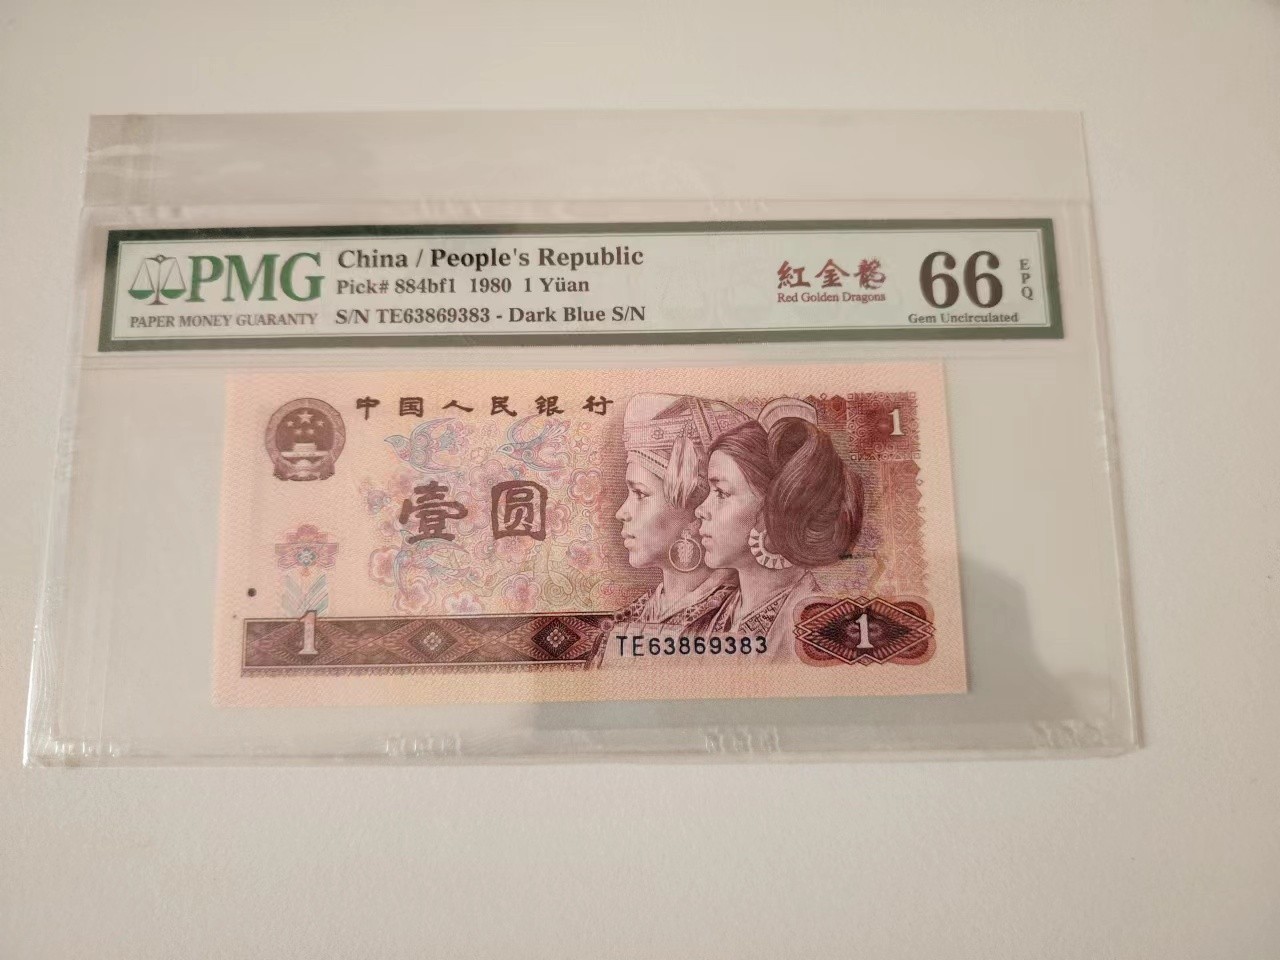 PMG
PAPER MONEY GUARANTY
China / People's Republic
Pick# 884bf1 1980 1 Yüan
S/N TE63869383 - Dark Blue S/N
紅金龍
Red Golden Dragons
66
EPQ
Gem Uncirculated
中国人民银行
1
壹圆
1
TE63869383
1